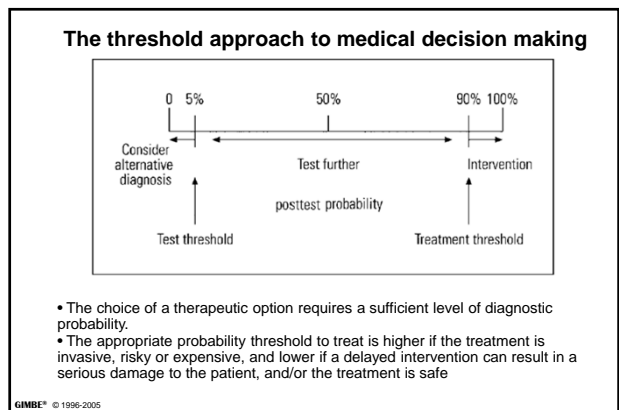 The threshold approach to medical decision making
0 5% 50% 90% 100%
Consider
alternative
diagnosis
Test further
Intervention
posttest probability
Test threshold
Treatment threshold
• The choice of a therapeutic option requires a sufficient level of diagnostic
probability.
• The appropriate probability threshold to treat is higher if the treatment is
invasive, risky or expensive, and lower if a delayed intervention can result in a
serious damage to the patient, and/or the treatment is safe
GIMBE® © 1996-2005